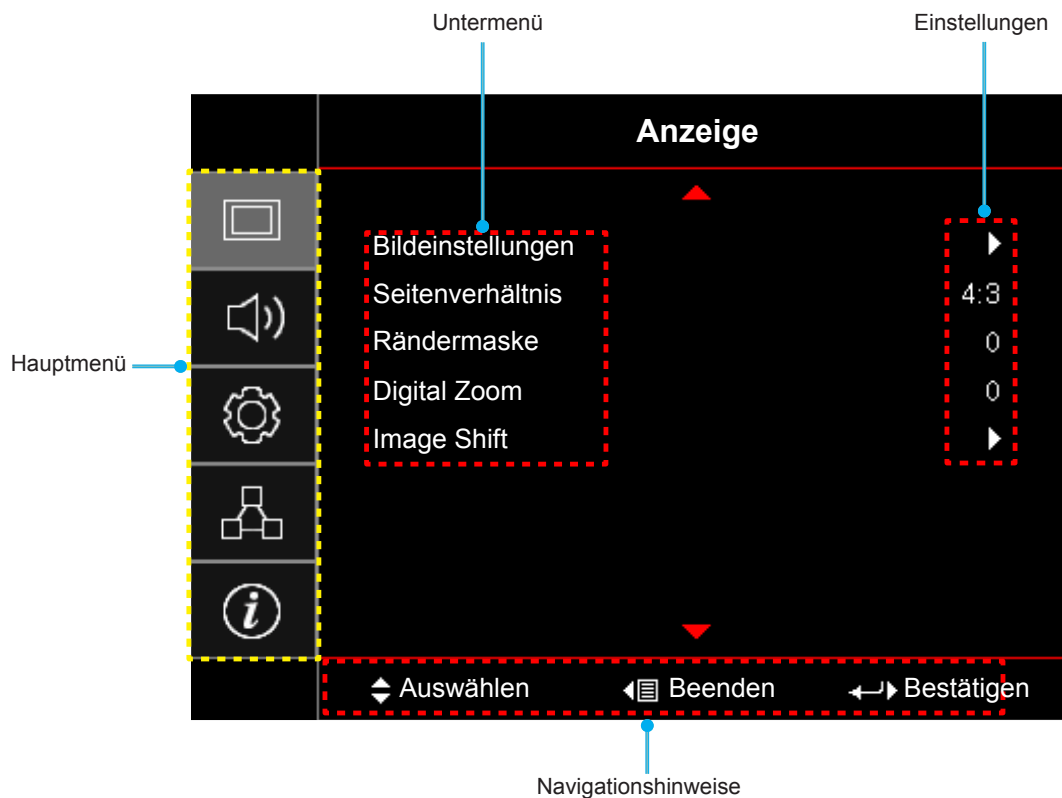 Untermenü
Einstellungen
Anzeige
Hauptmenü
Bildeinstellungen
Seitenverhältnis 4:3
Rändermaske 0
Digital Zoom 0
Image Shift
i
Auswählen Beenden Bestätigen
Navigationshinweise